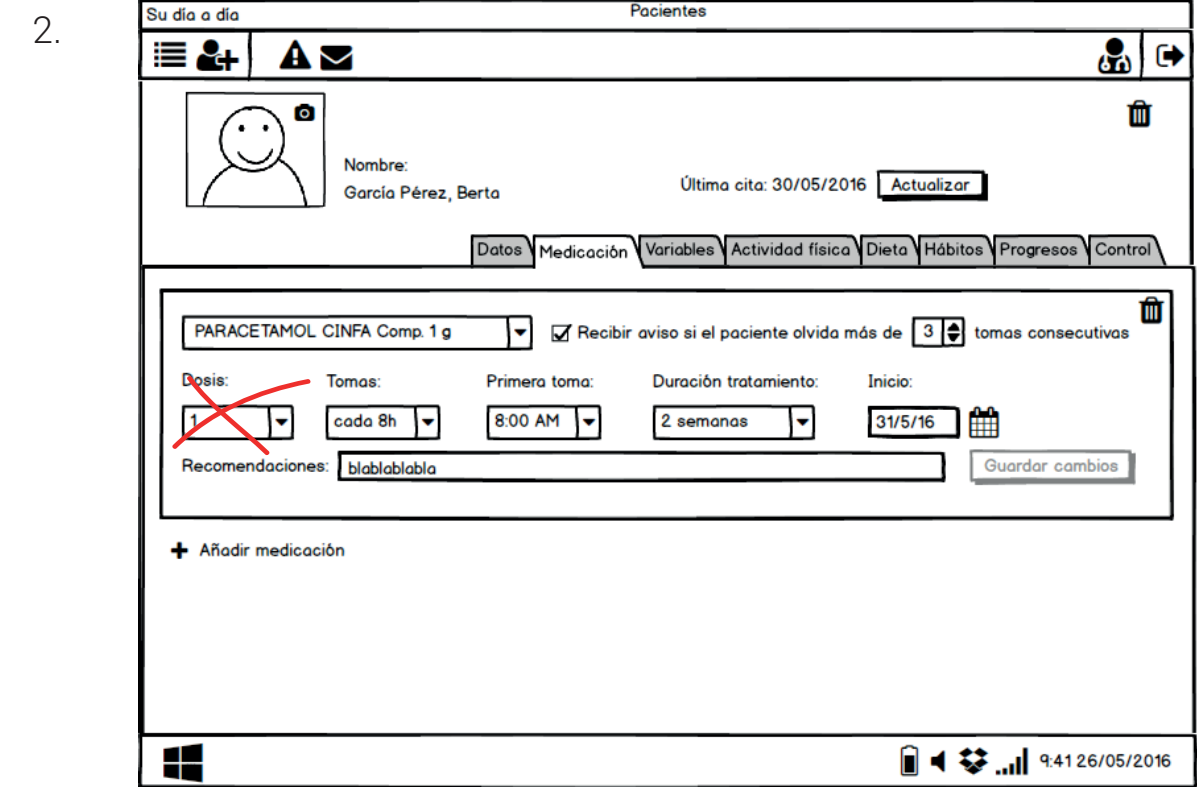 2.
Su día a día Pacientes
Nombre:
García Pérez, Berta
Última cita: 30/05/2016 Actualizar
Datos Medicación Variables Actividad física Dieta Hábitos Progresos Control
PARACETAMOL CINFA Comp. 1 g Recibir aviso si el paciente olvida más de 3 tomas consecutivas
Dosis: Tomas: Primera toma: Duración tratamiento: Inicio:
1 cada 8h 8:00 AM 2 semanas 31/5/16
Recomendaciones: blablablabla Guardar cambios
Añadir medicación
9:41 26/05/2016